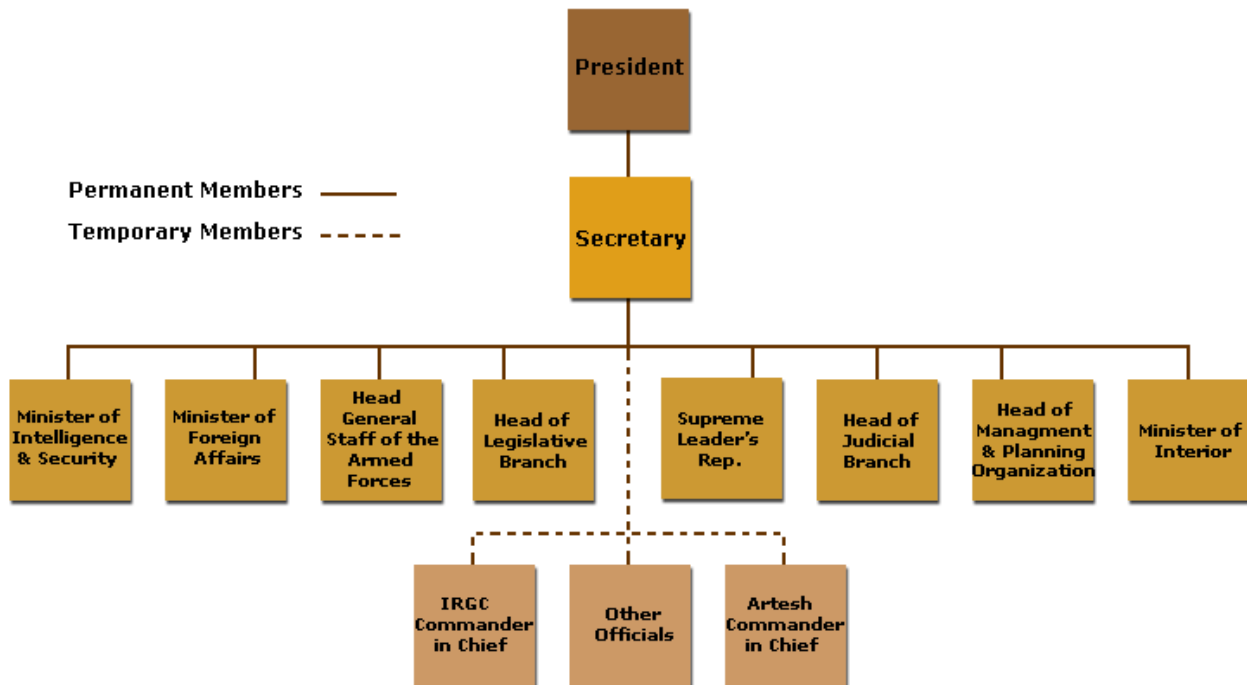 President
Permanent Members
Temporary Members
Secretary
Minister of
Intelligence
& Security
Minister of
Foreign
Affairs
Head
General
Staff of the
Armed
Forces
Head of
Legislative
Branch
Supreme
Leader's
Rep.
Head of
Judicial
Branch
Head of
Managment
& Planning
Organization
Minister of
Interior
IRGC
Commander
in Chief
Other
Officials
Artesh
Commander
in Chief